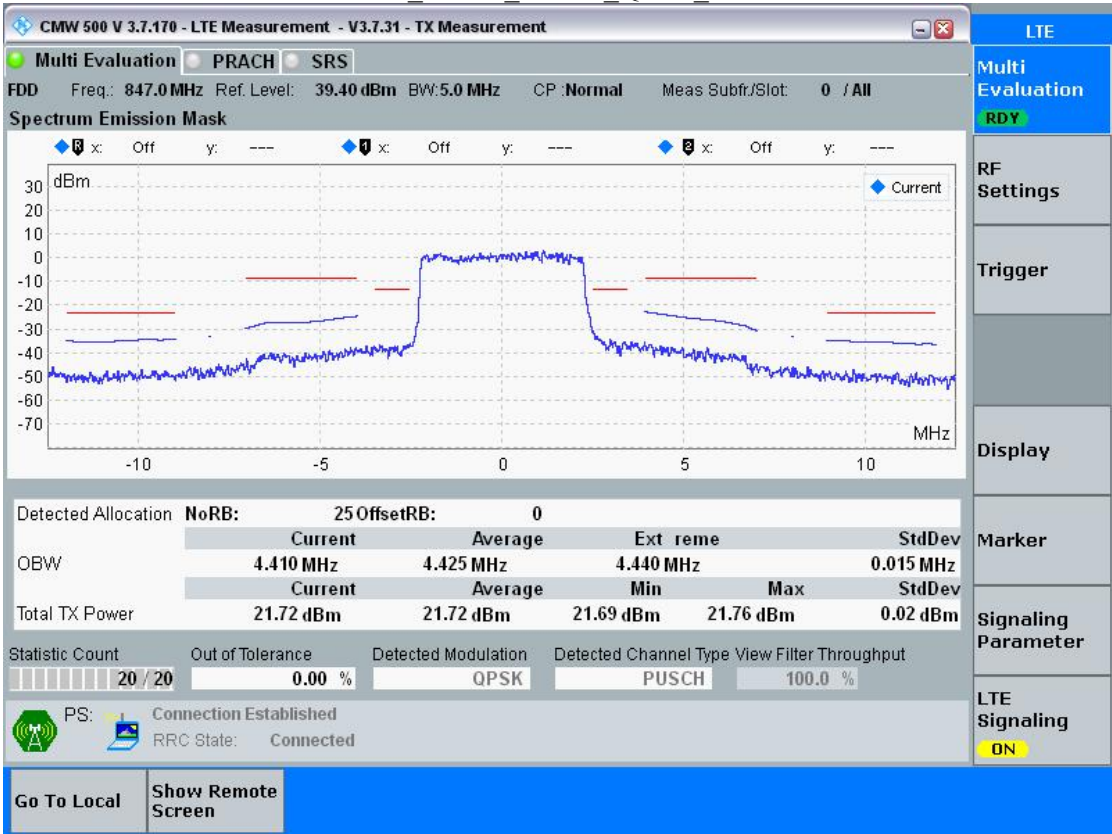 CMW 500 V 3.7.170 - LTE Measurement - V3.7.31 - TX Measurement
LTE
Multi Evaluation PRACH SRS
FDD Freq.: 847.0 MHz Ref. Level: 39.40 dBm BW:5.0 MHz CP :Normal Meas Subfr./Slot: 0 / All
Spectrum Emission Mask
R x: Off y: --- 1 x: Off y: --- 2 x: Off y: ---
dBm
Current
30
20
10
0
-10
-20
-30
-40
-50
-60
-70
MHz
-10 -5 0 5 10
Detected Allocation NoRB: 25 OffsetRB: 0
Current Average Ext reme StdDev
OBW 4.410 MHz 4.425 MHz 4.440 MHz 0.015 MHz
Current Average Min Max StdDev
Total TX Power 21.72 dBm 21.72 dBm 21.69 dBm 21.76 dBm 0.02 dBm
Statistic Count Out of Tolerance Detected Modulation Detected Channel Type View Filter Throughput
20 / 20 0.00 % QPSK PUSCH 100.0 %
PS: Connection Established
RRC State: Connected
Multi
Evaluation
RDY
RF
Settings
Trigger
Display
Marker
Signaling
Parameter
LTE
Signaling
ON
Go To Local
Show Remote
Screen